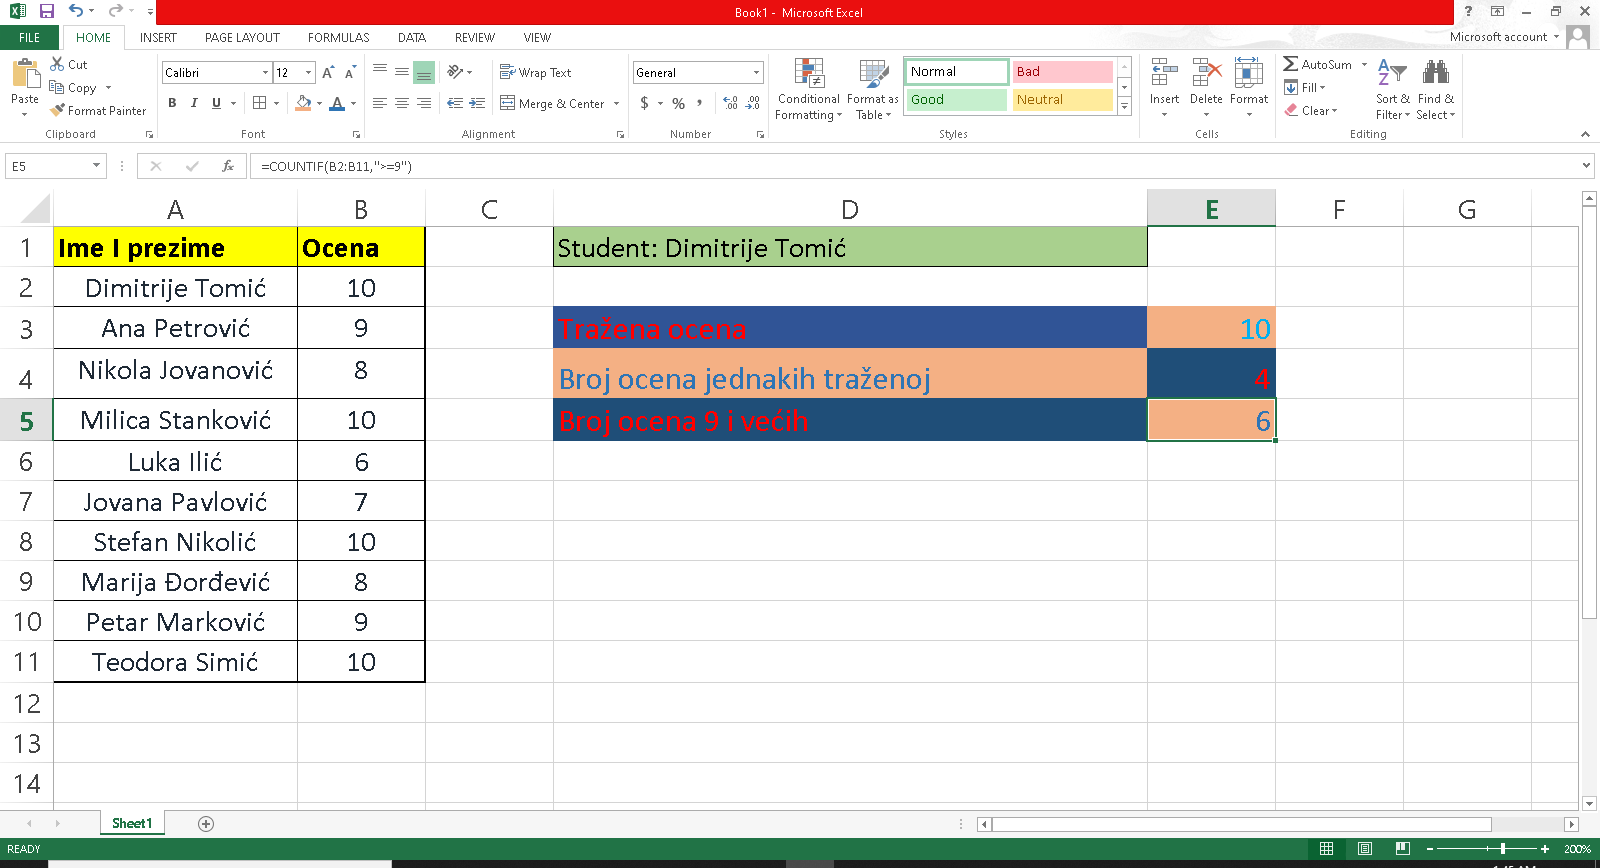 Book1 - Microsoft Excel
?
FILE HOME INSERT PAGE LAYOUT FORMULAS DATA REVIEW VIEW Microsoft account
Paste Cut Copy Format Painter Clipboard
Calibri 12 B I U A Font
Wrap Text Merge & Center Alignment
General $ % , Number
Conditional Formatting Format as Table Normal Bad Good Neutral Styles
Insert Delete Format Cells
AutoSum Fill Clear Sort & Filter Find & Select Editing
E5 fx =COUNTIF(B2:B11,">=9")
A B C D E F G
1 Ime I prezime Ocena Student: Dimitrije Tomić
2 Dimitrije Tomić 10
3 Ana Petrović 9 Tražena ocena 10
4 Nikola Jovanović 8 Broj ocena jednakih traženoj 4
5 Milica Stanković 10 Broj ocena 9 i većih 6
6 Luka Ilić 6
7 Jovana Pavlović 7
8 Stefan Nikolić 10
9 Marija Đorđević 8
10 Petar Marković 9
11 Teodora Simić 10
12
13
14
Sheet1
READY 200%